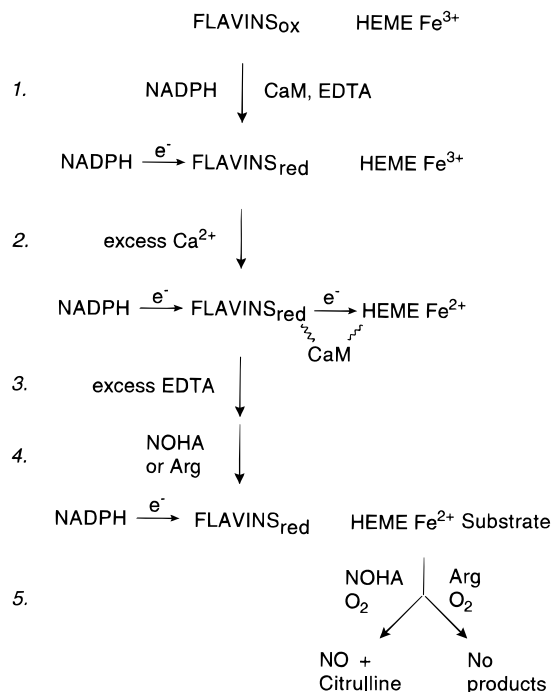 FLAVINSox HEME Fe3+
1. NADPH CaM, EDTA
NADPH e- FLAVINSred HEME Fe3+
2. excess Ca2+
NADPH e- FLAVINSred e- HEME Fe2+
CaM
3. excess EDTA
4. NOHA
or Arg
NADPH e- FLAVINSred HEME Fe2+ Substrate
5. NOHA Arg
O2 O2
NO + No
Citrulline products